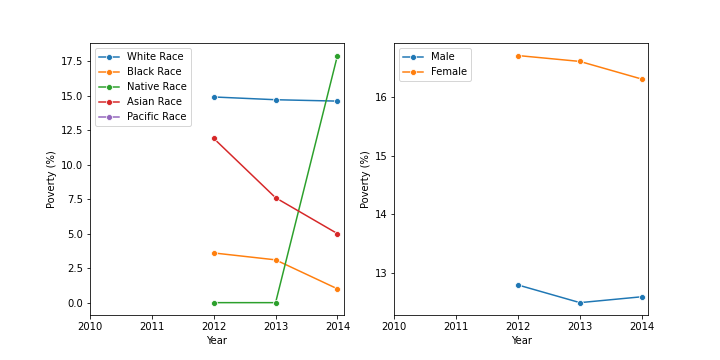 White Race
Black Race
Native Race
Asian Race
Pacific Race
17.5
15.0
12.5
10.0
7.5
5.0
2.5
0.0
Poverty (%)
2010 2011 2012 2013 2014
Year
Male
Female
16
15
14
13
Poverty (%)
2010 2011 2012 2013 2014
Year